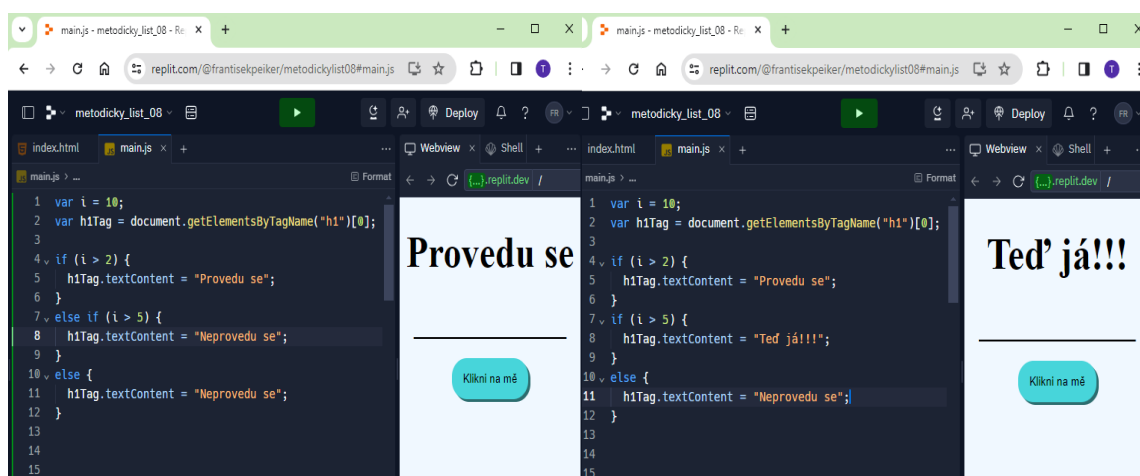 main.js - metodicky_list_08 - Re
replit.com/@frantisekpeiker/metodickylist08#main.js
T
metodicky_list_08
Deploy
?
FR
index.html
main.js
Webview
Shell
main.js > ...
Format
{...}.replit.dev /
1 var i = 10;
2 var h1Tag = document.getElementsByTagName("h1")[0];
3
4 if (i > 2) {
5 h1Tag.textContent = "Provedu se";
6 }
7 else if (i > 5) {
8 h1Tag.textContent = "Neprovedu se";
9 }
10 else {
11 h1Tag.textContent = "Neprovedu se";
12 }
13
14
15
Provedu se
Klikni na mě
main.js - metodicky_list_08 - Re
replit.com/@frantisekpeiker/metodickylist08#main.js
T
metodicky_list_08
Deploy
?
FR
index.html
main.js
Webview
Shell
main.js > ...
Format
{...}.replit.dev /
1 var i = 10;
2 var h1Tag = document.getElementsByTagName("h1")[0];
3
4 if (i > 2) {
5 h1Tag.textContent = "Provedu se";
6 }
7 if (i > 5) {
8 h1Tag.textContent = "Teď já!!!";
9 }
10 else {
11 h1Tag.textContent = "Neprovedu se";
12 }
13
14
15
Teď já!!!
Klikni na mě